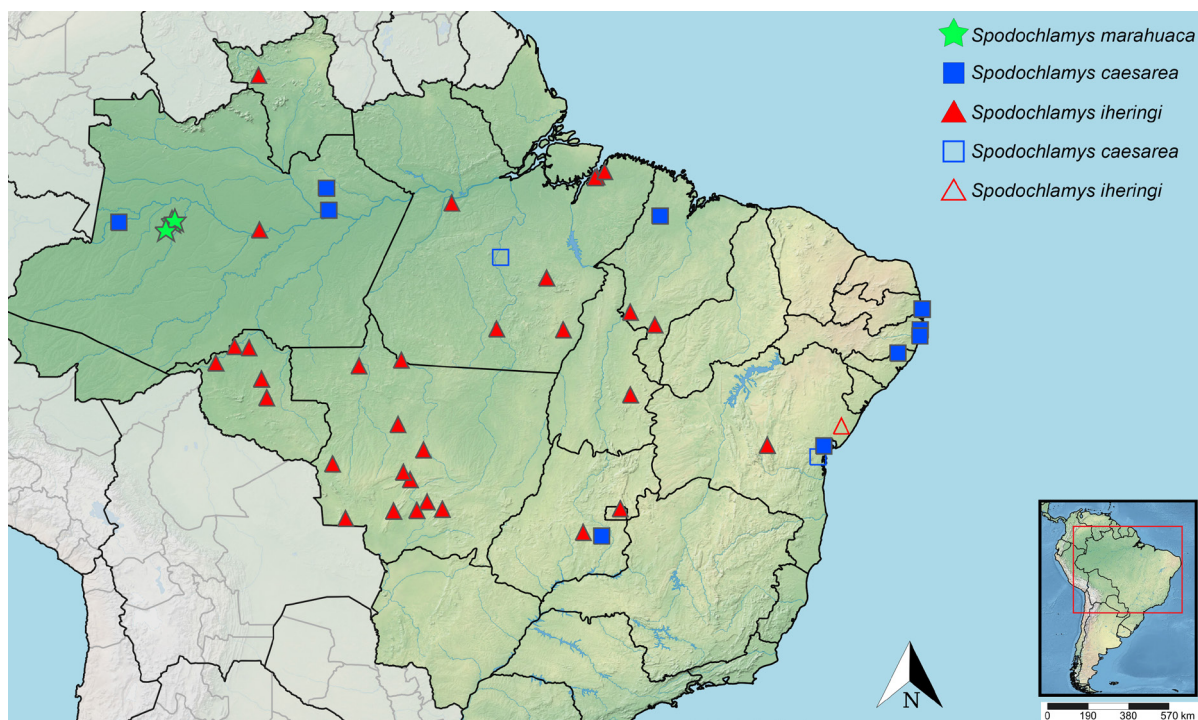 Spodochlamys marahuaca
Spodochlamys caesarea
Spodochlamys iheringi
Spodochlamys caesarea
Spodochlamys iheringi
N
0 190 380 570 km